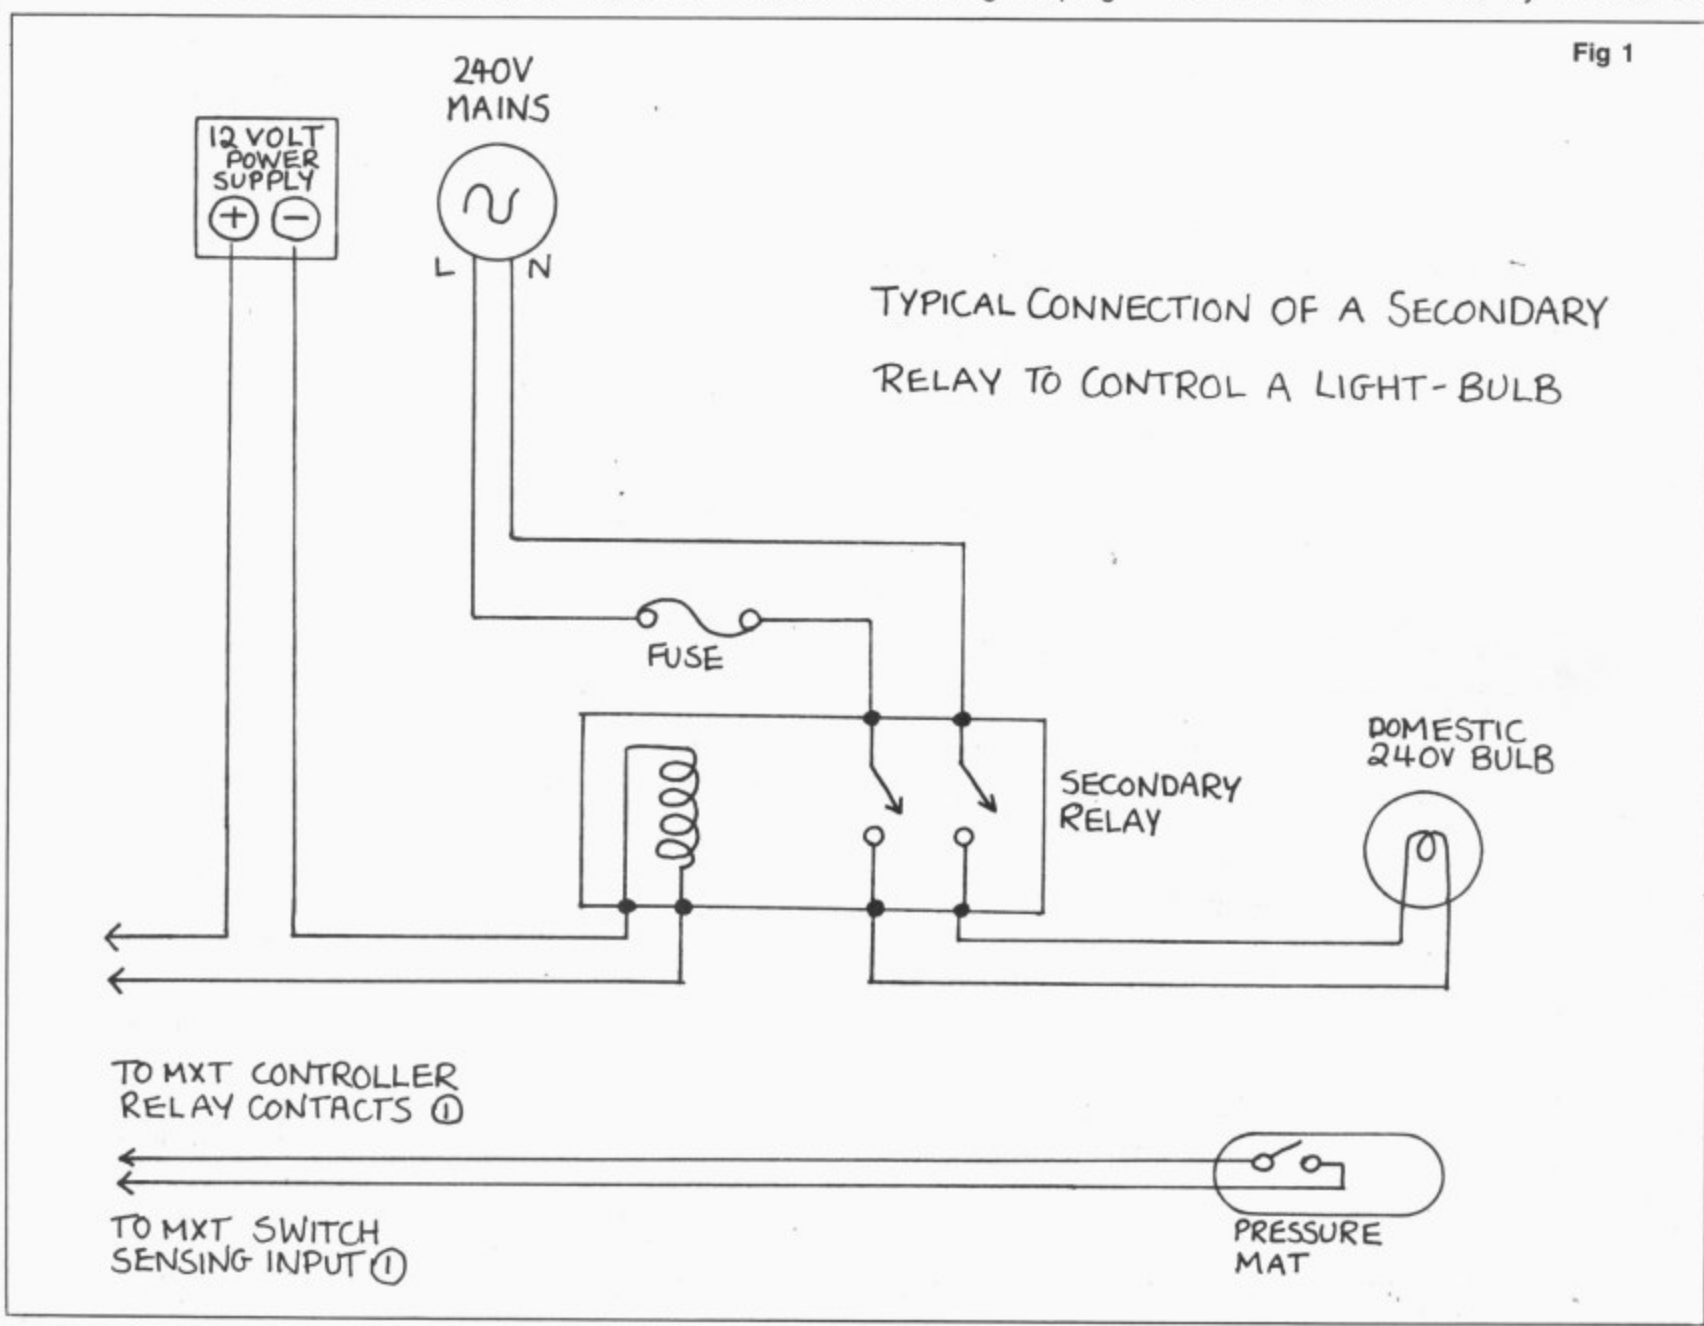 Fig 1
240V
MAINS
12 VOLT
POWER
SUPPLY
+ −
L N
TYPICAL CONNECTION OF A SECONDARY
RELAY TO CONTROL A LIGHT-BULB
FUSE
DOMESTIC
240V BULB
SECONDARY
RELAY
TO MXT CONTROLLER
RELAY CONTACTS ①
TO MXT SWITCH
SENSING INPUT ①
PRESSURE
MAT